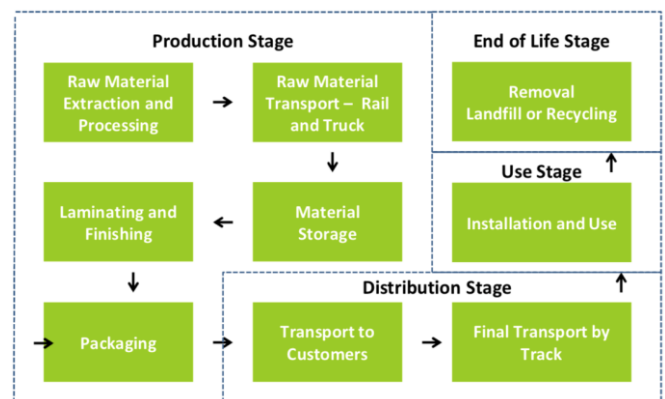 Production Stage
Raw Material
Extraction and
Processing
Raw Material
Transport – Rail
and Truck
Laminating and
Finishing
Material
Storage
Packaging
Distribution Stage
Transport to
Customers
Final Transport by
Track
Use Stage
Installation and Use
End of Life Stage
Removal
Landfill or Recycling